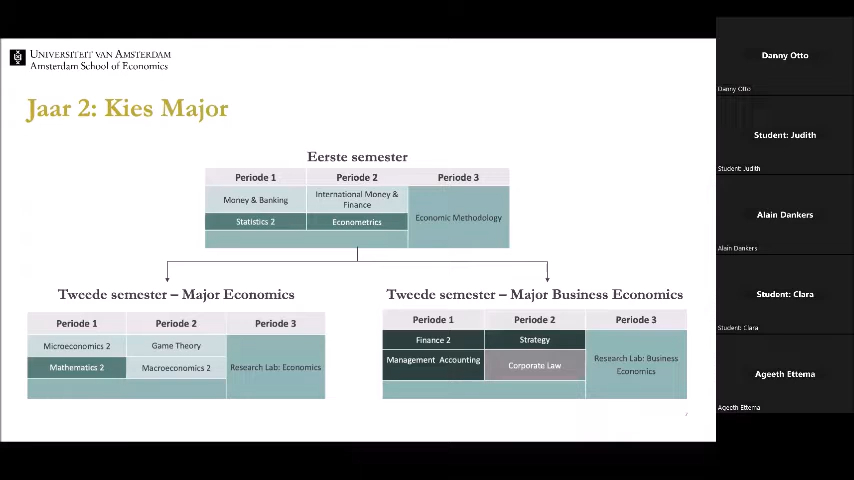 UNIVERSITEIT VAN AMSTERDAM
Amsterdam School of Economics
Jaar 2: Kies Major
Eerste semester
Periode 1 Periode 2 Periode 3
Money & Banking
International Money &
Finance
Economic Methodology
Statistics 2
Econometrics
Tweede semester – Major Economics
Periode 1 Periode 2 Periode 3
Microeconomics 2
Game Theory
Research Lab: Economics
Mathematics 2
Macroeconomics 2
Tweede semester – Major Business Economics
Periode 1 Periode 2 Periode 3
Finance 2
Strategy
Research Lab: Business
Economics
Management Accounting
Corporate Law
Danny Otto
Danny Otto
Student: Judith
Student: Judith
Alain Dankers
Alain Dankers
Student: Clara
Student: Clara
Ageeth Ettema
Ageeth Ettema